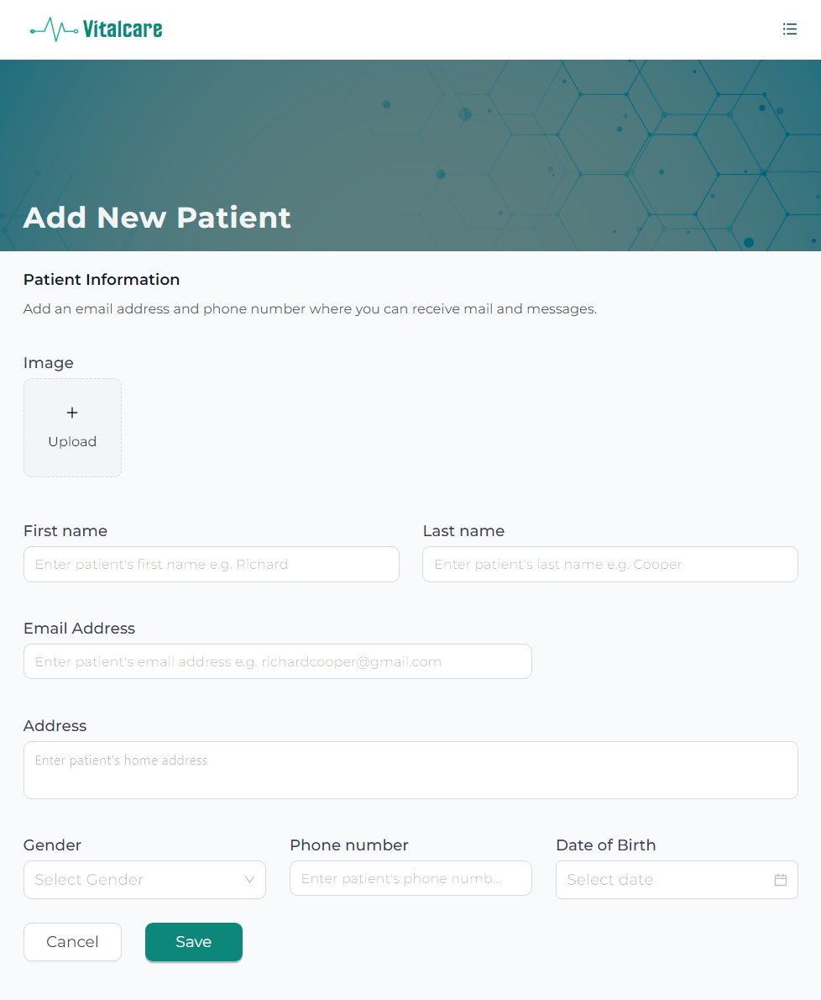 Vitalcare
Add New Patient
Patient Information
Add an email address and phone number where you can receive mail and messages.
Image
+
Upload
First name
Last name
Enter patient's first name e.g. Richard
Enter patient's last name e.g. Cooper
Email Address
Enter patient's email address e.g. richardcooper@gmail.com
Address
Enter patient's home address
Gender
Phone number
Date of Birth
Select Gender
Enter patient's phone numb...
Select date
Cancel
Save